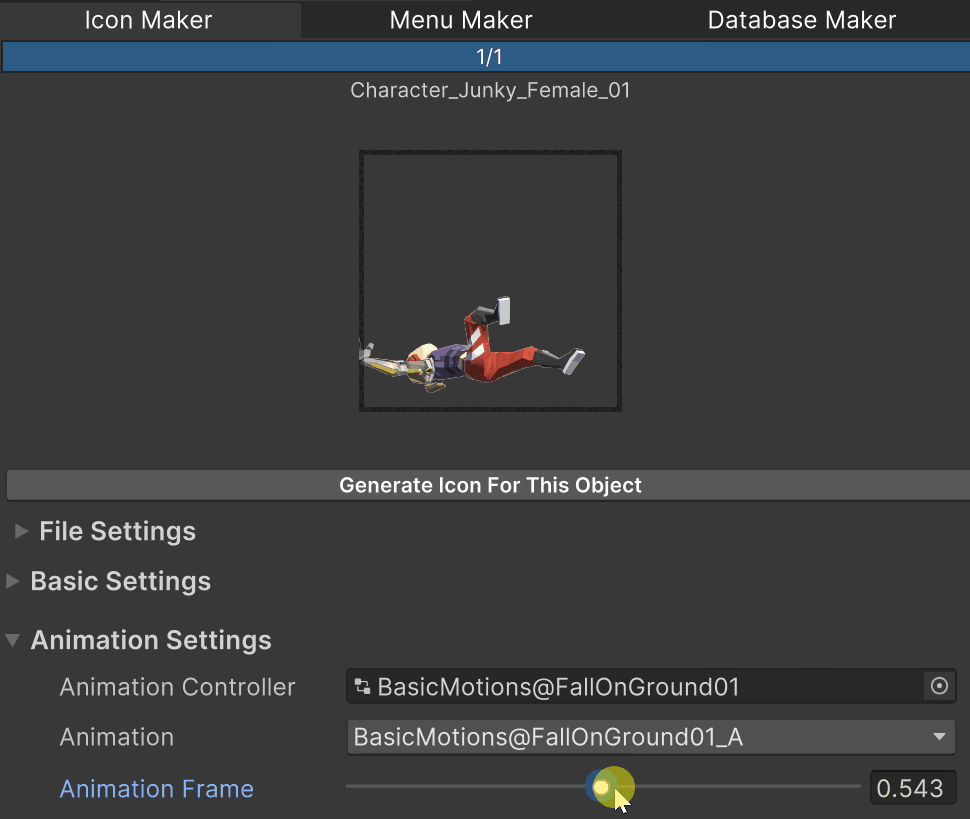 Icon Maker Menu Maker Database Maker
1/1
Character_Junky_Female_01
Generate Icon For This Object
File Settings
Basic Settings
Animation Settings
Animation Controller BasicMotions@FallOnGround01
Animation BasicMotions@FallOnGround01_A
Animation Frame 0.543